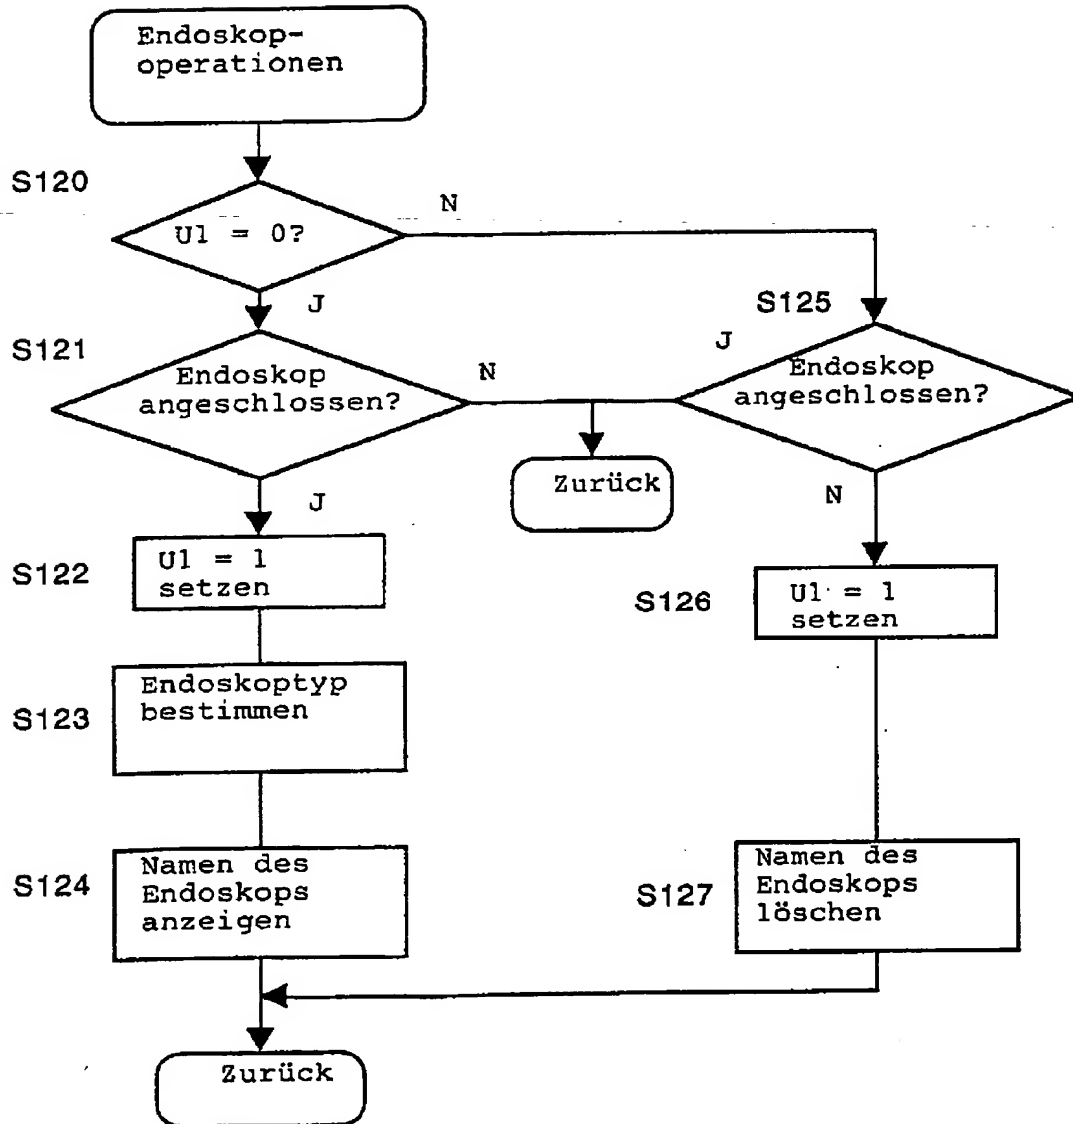 Endoskop-
operationen
S120
U1 = 0?
N
J
S121
Endoskop
angeschlossen?
N
J
S125
J
Endoskop
angeschlossen?
N
Zurück
S122
U1 = 1
setzen
S126
U1 = 1
setzen
S123
Endoskoptyp
bestimmen
S124
Namen des
Endoskops
anzeigen
S127
Namen des
Endoskops
löschen
Zurück